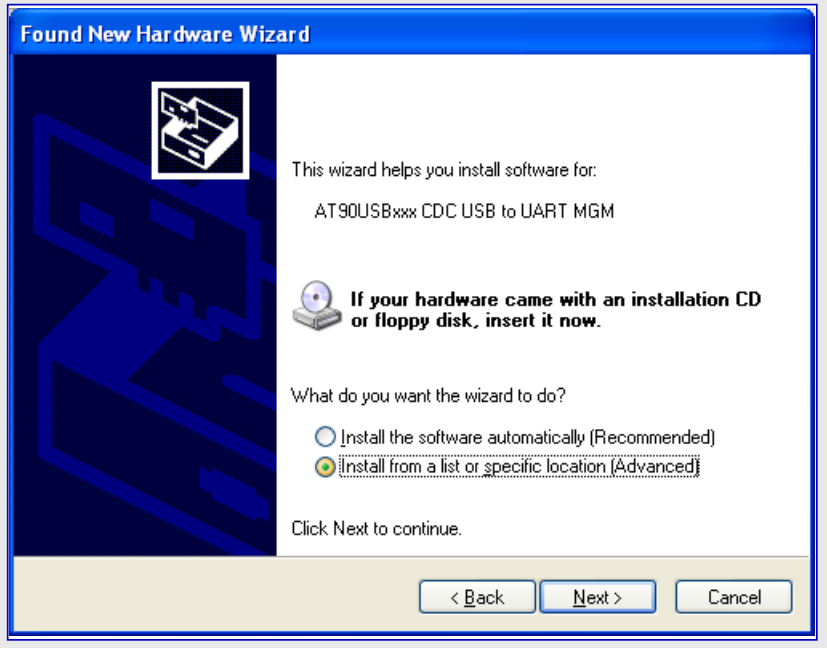 Found New Hardware Wizard
This wizard helps you install software for:
AT90USBxxx CDC USB to UART MGM
If your hardware came with an installation CD
or floppy disk, insert it now.
What do you want the wizard to do?
Install the software automatically (Recommended)
Install from a list or specific location (Advanced)
Click Next to continue.
< Back
Next >
Cancel